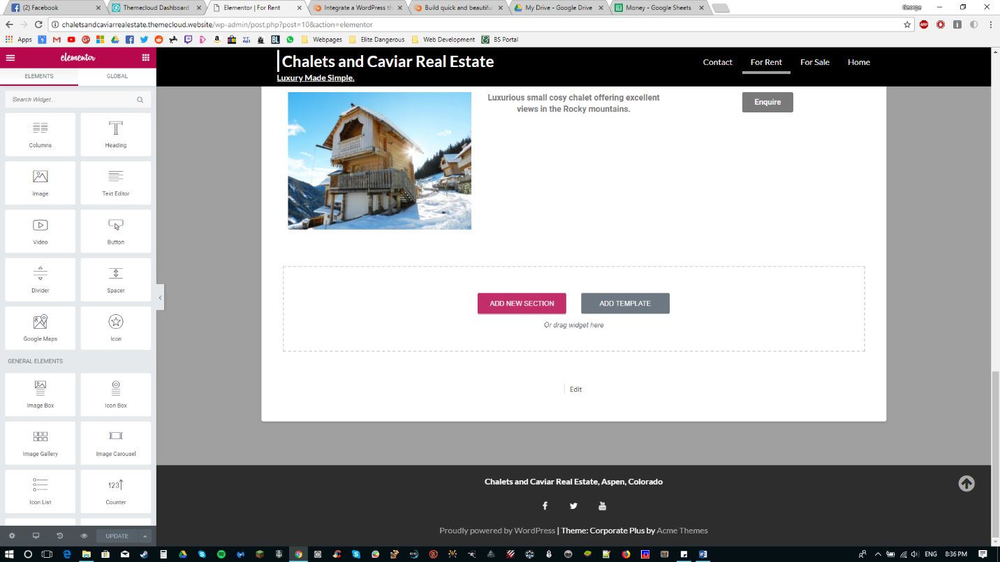 (2) Facebook
Themecloud Dashboard
Elementor | For Rent
Integrate a WordPress th
Build quick and beautiful
My Drive - Google Drive
Money - Google Sheets
George
chaletsandcaviarrealestate.themecloud.website/wp-admin/post.php?post=108&action=elementor
Apps
Webpages
Elite Dangerous
Web Development
BS Portal
elementor
ELEMENTS
GLOBAL
Search Widget...
Columns
Heading
Image
Text Editor
Video
Button
Divider
Spacer
Google Maps
Icon
GENERAL ELEMENTS
Image Box
Icon Box
Image Gallery
Image Carousel
Icon List
123
Counter
UPDATE
Chalets and Caviar Real Estate
Luxury Made Simple.
Contact
For Rent
For Sale
Home
Luxurious small cosy chalet offering excellent
views in the Rocky mountains.
Enquire
ADD NEW SECTION
ADD TEMPLATE
Or drag widget here
Edit
Chalets and Caviar Real Estate, Aspen, Colorado
Proudly powered by WordPress | Theme: Corporate Plus by Acme Themes
ENG
8:36 PM